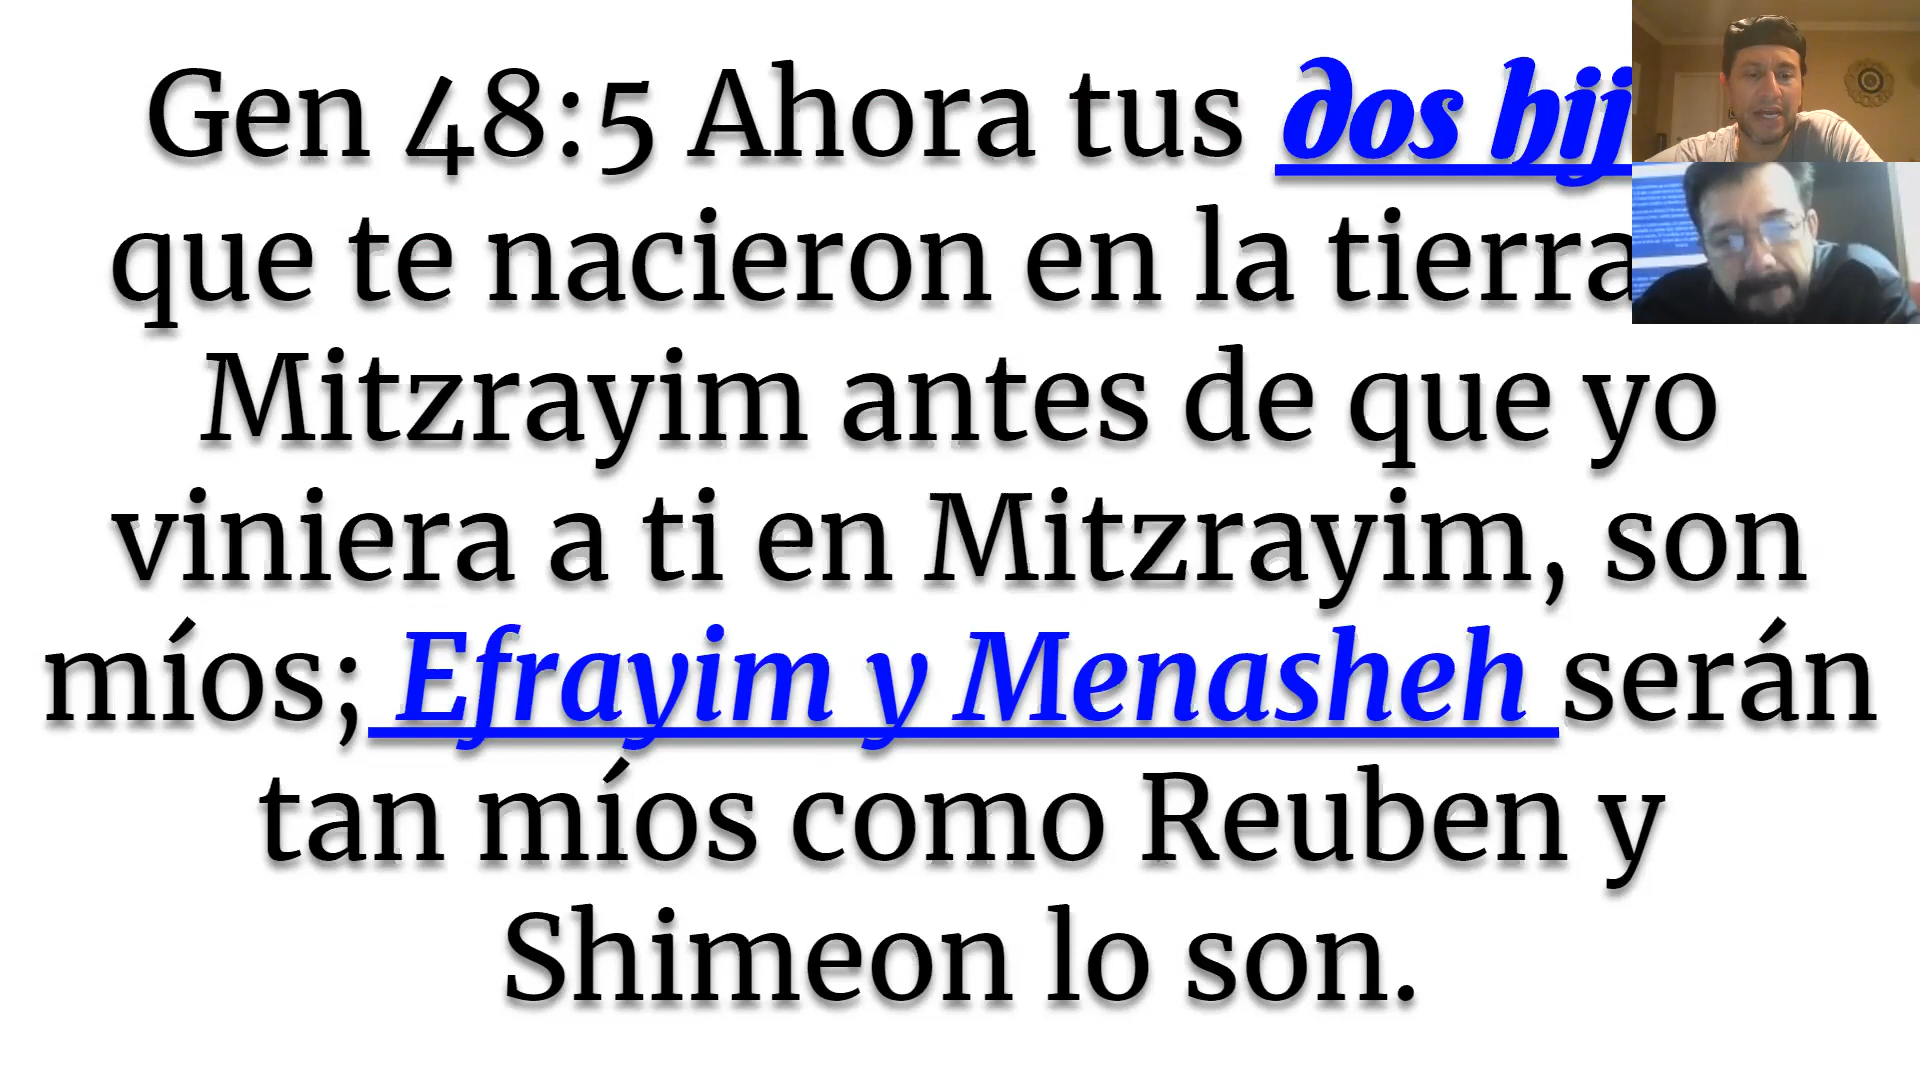 Gen 48:5 Ahora tus dos
que te nacieron en la tierra
Mitzrayim antes de que yo
viniera a ti en Mitzrayim, son
míos; Efrayim y Menasheh serán
tan míos como Reuben y
Shimeon lo son.